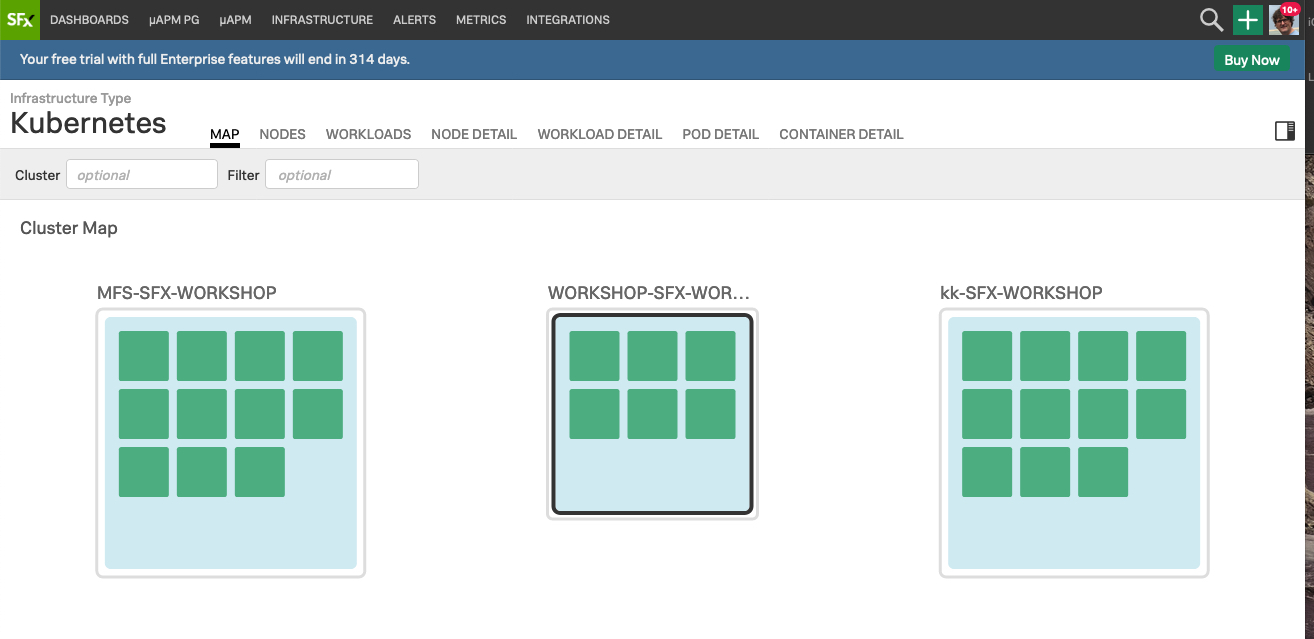 SFx DASHBOARDS µAPM PG µAPM INFRASTRUCTURE ALERTS METRICS INTEGRATIONS 10+
Your free trial with full Enterprise features will end in 314 days. Buy Now
Infrastructure Type
Kubernetes
MAP NODES WORKLOADS NODE DETAIL WORKLOAD DETAIL POD DETAIL CONTAINER DETAIL
Cluster optional Filter optional
Cluster Map
MFS-SFX-WORKSHOP WORKSHOP-SFX-WOR... kk-SFX-WORKSHOP